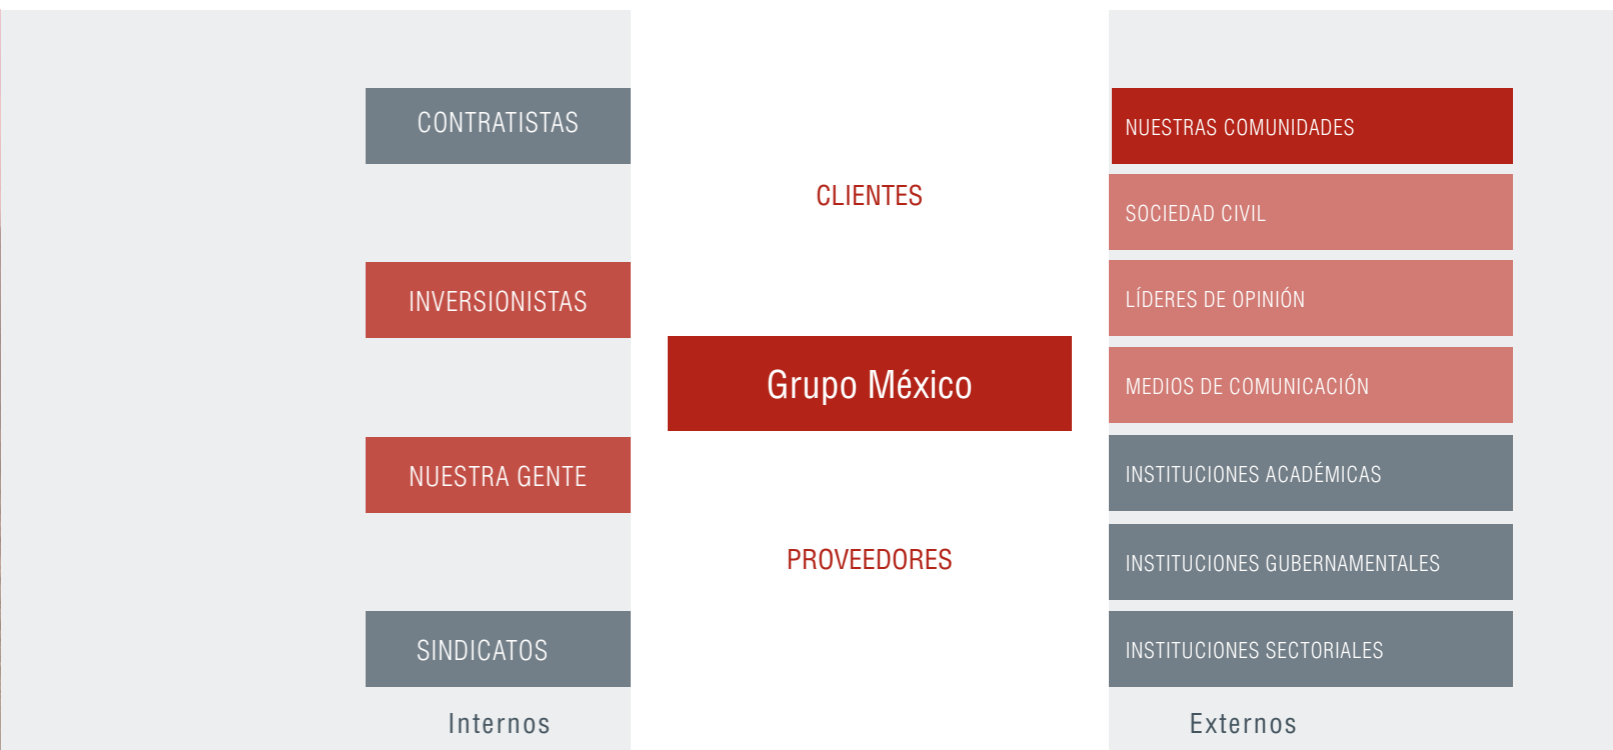 CONTRATISTAS
INVERSIONISTAS
NUESTRA GENTE
SINDICATOS
Internos
CLIENTES
Grupo México
PROVEEDORES
NUESTRAS COMUNIDADES
SOCIEDAD CIVIL
LÍDERES DE OPINIÓN
MEDIOS DE COMUNICACIÓN
INSTITUCIONES ACADÉMICAS
INSTITUCIONES GUBERNAMENTALES
INSTITUCIONES SECTORIALES
Externos